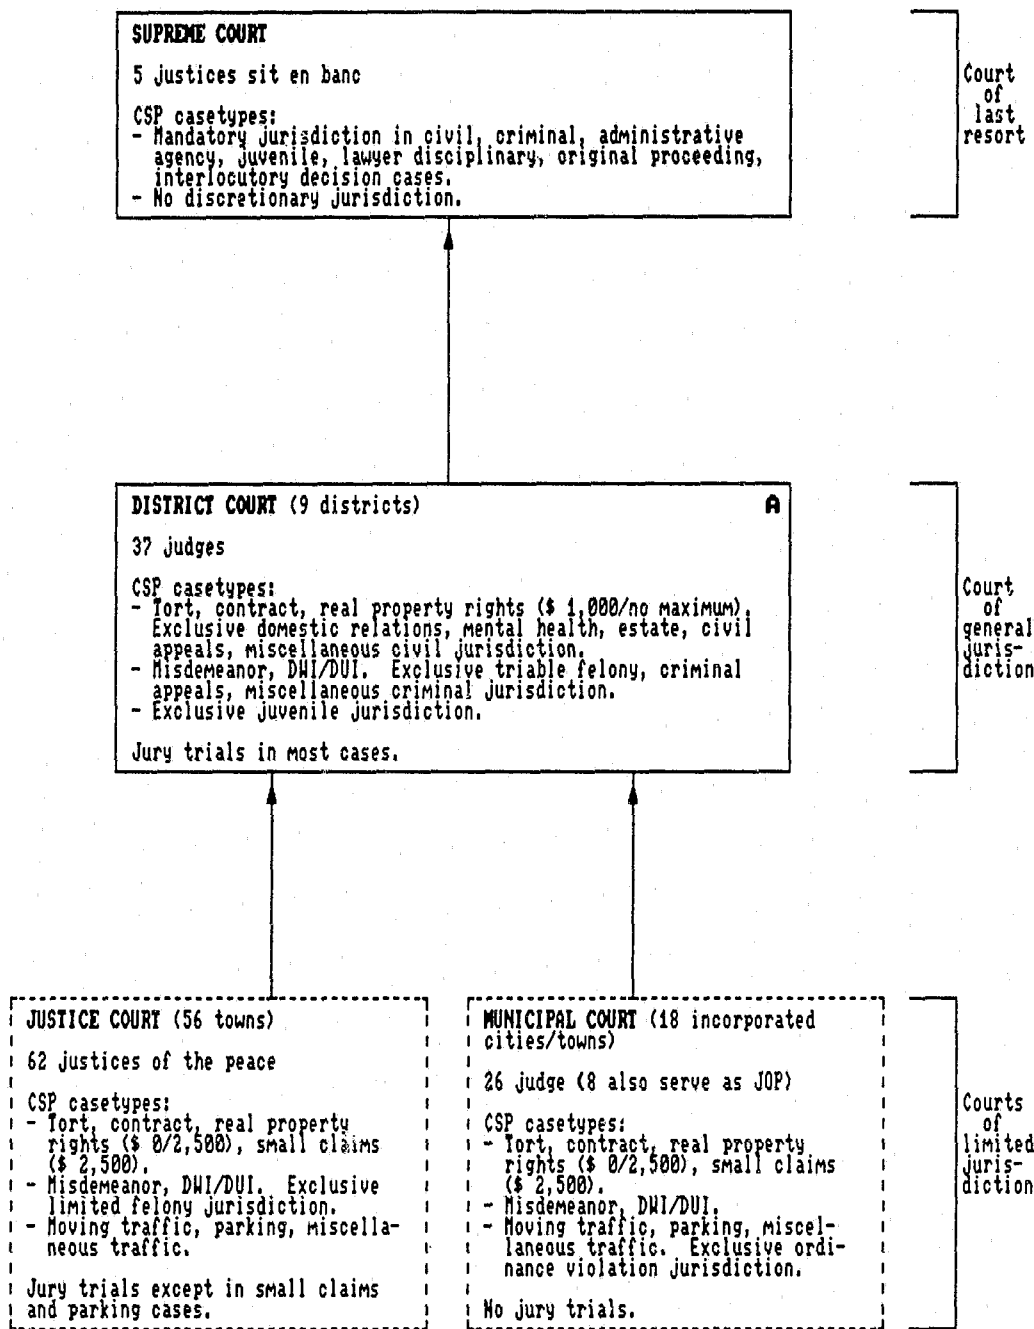 SUPREME COURT
5 justices sit en banc
CSP casetypes:
- Mandatory jurisdiction in civil, criminal, administrative
agency, juvenile, lawyer disciplinary, original proceeding,
interlocutory decision cases.
- No discretionary jurisdiction.
Court
of
last
resort
DISTRICT COURT (9 districts)
A
37 judges
CSP casetypes:
- Tort, contract, real property rights ($ 1,000/no maximum).
Exclusive domestic relations, mental health, estate, civil
appeals, miscellaneous civil jurisdiction.
- Misdemeanor, DWI/DUI. Exclusive triable felony, criminal
appeals, miscellaneous criminal jurisdiction.
- Exclusive juvenile jurisdiction.
Jury trials in most cases.
Court
of
general
juris-
diction
JUSTICE COURT (56 towns)
62 justices of the peace
CSP casetypes:
- Tort, contract, real property
rights ($ 0/2,500), small claims
($ 2,500).
- Misdemeanor, DWI/DUI. Exclusive
limited felony jurisdiction.
- Moving traffic, parking, miscella-
neous traffic.
Jury trials except in small claims
and parking cases.
MUNICIPAL COURT (18 incorporated
cities/towns)
26 judge (8 also serve as JOP)
CSP casetypes:
- Tort, contract, real property
rights ($ 0/2,500), small claims
($ 2,500).
- Misdemeanor, DWI/DUI.
- Moving traffic, parking, miscel-
laneous traffic. Exclusive ordi-
nance violation jurisdiction.
No jury trials.
Courts
of
limited
juris-
diction